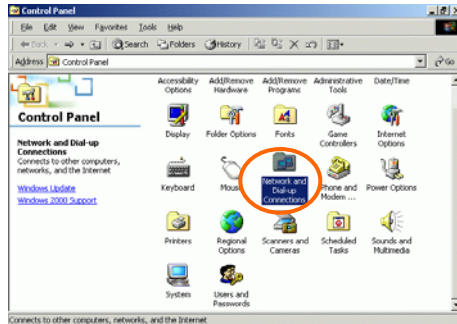 Control Panel
File Edit View Favorites Tools Help
Back Search Folders History
Address Control Panel Go
Control Panel
Network and Dial-up
Connections
Connects to other computers,
networks, and the Internet
Windows Update
Windows 2000 Support
Accessibility Options
Add/Remove Hardware
Add/Remove Programs
Administrative Tools
Date/Time
Display
Folder Options
Fonts
Game Controllers
Internet Options
Keyboard
Mouse
Network and Dial-up Connections
Phone and Modem ...
Power Options
Printers
Regional Options
Scanners and Cameras
Scheduled Tasks
Sounds and Multimedia
System
Users and Passwords
Connects to other computers, networks, and the Internet